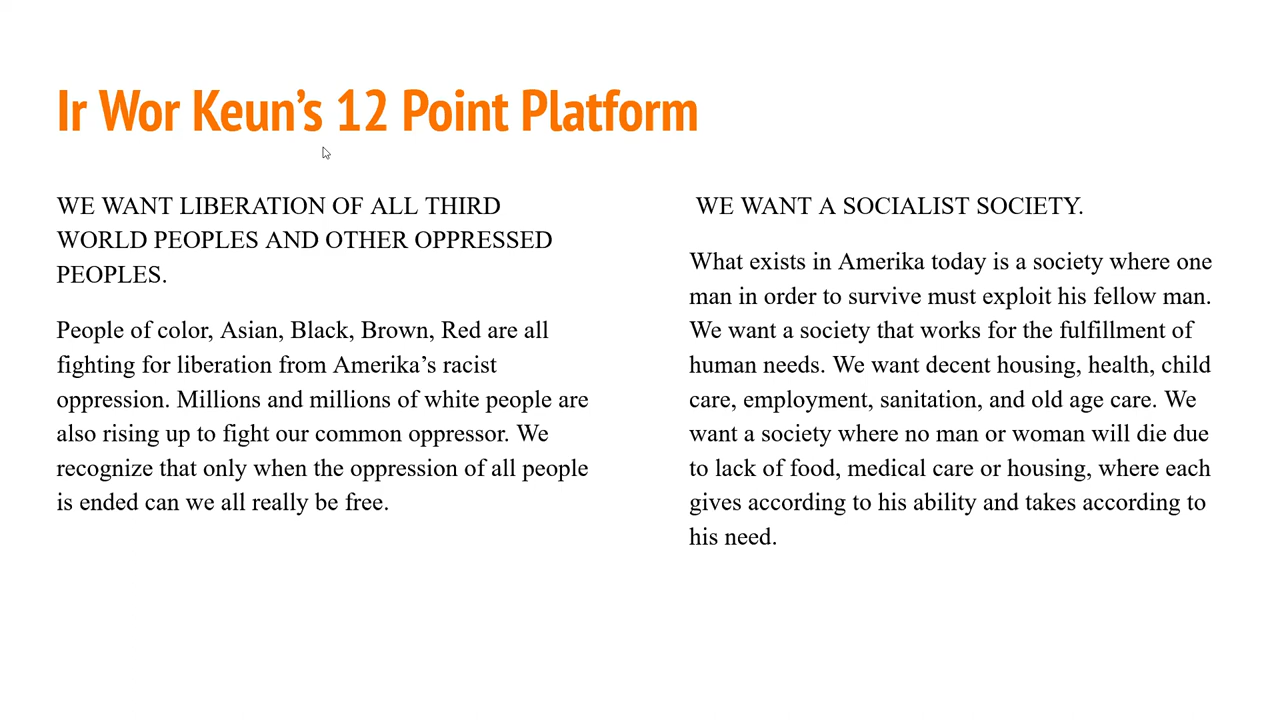 Ir Wor Keun’s 12 Point Platform
WE WANT LIBERATION OF ALL THIRD
WORLD PEOPLES AND OTHER OPPRESSED
PEOPLES.
People of color, Asian, Black, Brown, Red are all
fighting for liberation from Amerika’s racist
oppression. Millions and millions of white people are
also rising up to fight our common oppressor. We
recognize that only when the oppression of all people
is ended can we all really be free.
WE WANT A SOCIALIST SOCIETY.
What exists in Amerika today is a society where one
man in order to survive must exploit his fellow man.
We want a society that works for the fulfillment of
human needs. We want decent housing, health, child
care, employment, sanitation, and old age care. We
want a society where no man or woman will die due
to lack of food, medical care or housing, where each
gives according to his ability and takes according to
his need.